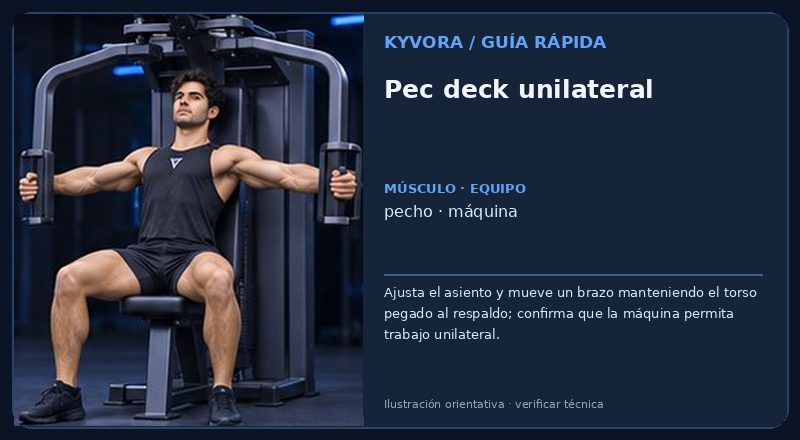 KYVORA / GUÍA RÁPIDA
Pec deck unilateral
MÚSCULO · EQUIPO
pecho · máquina
Ajusta el asiento y mueve un brazo manteniendo el torso
pegado al respaldo; confirma que la máquina permita
trabajo unilateral.
Ilustración orientativa · verificar técnica